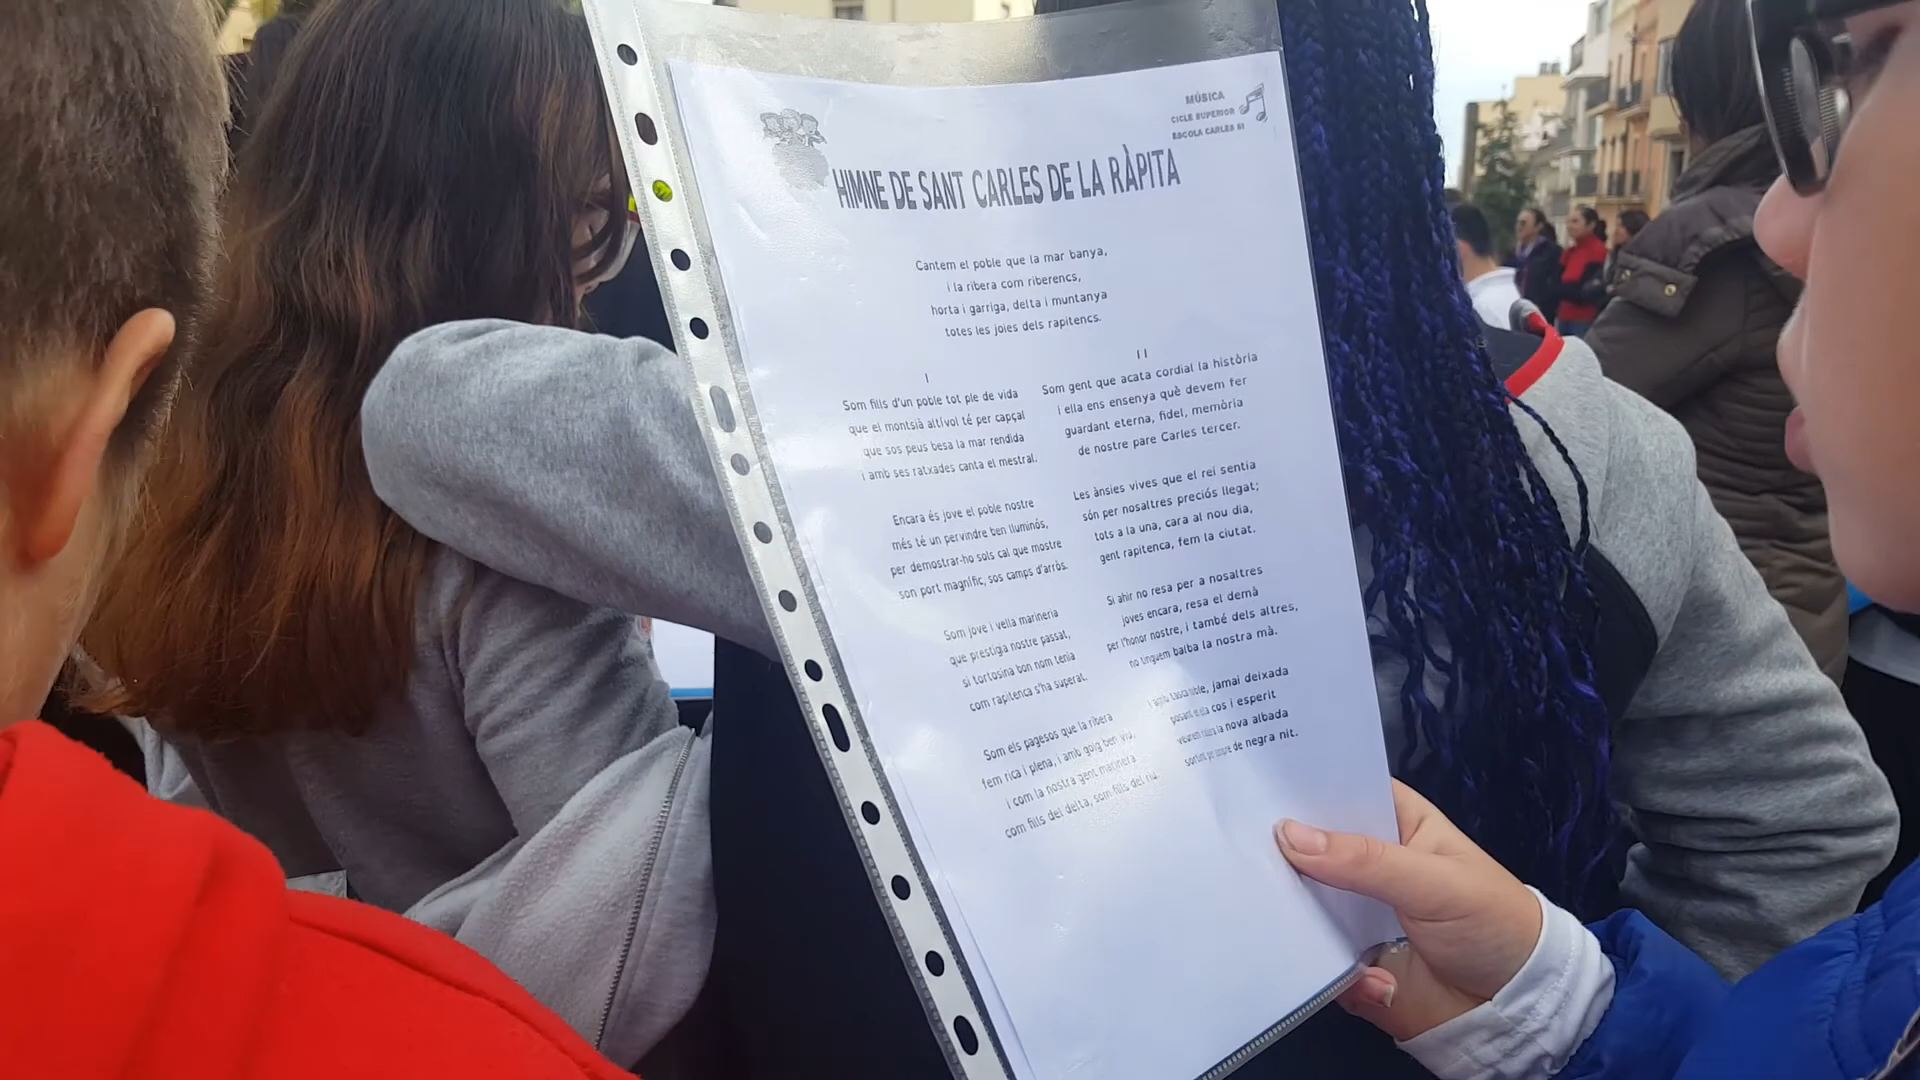 MÚSICA
CICLE SUPERIOR
ESCOLA CARLES III
HIMNE DE SANT CARLES DE LA RÀPITA
Cantem el poble que la mar banya,
i la ribera com riberencs,
horta i garriga, delta i muntanya
totes les joies dels rapitencs.
I
Som fills d'un poble tot ple de vida
que el montsià altívol té per capçal
que sos peus besa la mar rendida
i amb ses ratxades canta el mestral.
Encara és jove el poble nostre
més té un pervindre ben lluminós,
per demostrar-ho sols cal que mostre
son port magnífic, sos camps d'arròs.
Som jove i vella marineria
que prestigia nostre passat,
si tortosina bon nom tenia
com rapitenca s'ha superat.
Som els pagesos que la ribera
fem rica i plena, i amb goig ben viu,
i com la nostra gent marinera
com fills del delta, som fills del riu.
II
Som gent que acata cordial la història
i ella ens ensenya què devem fer
guardant eterna, fidel, memòria
de nostre pare Carles tercer.
Les ànsies vives que el rei sentia
són per nosaltres preciós llegat;
tots a la una, cara al nou dia,
gent rapitenca, fem la ciutat.
Si ahir no resa per a nosaltres
joves encara, resa el demà
per l'honor nostre, i també dels altres,
no tinguem balba la nostra mà.
I amb tasca noble, jamai deixada
posant cos i esperit
la nova albada
de negra nit.